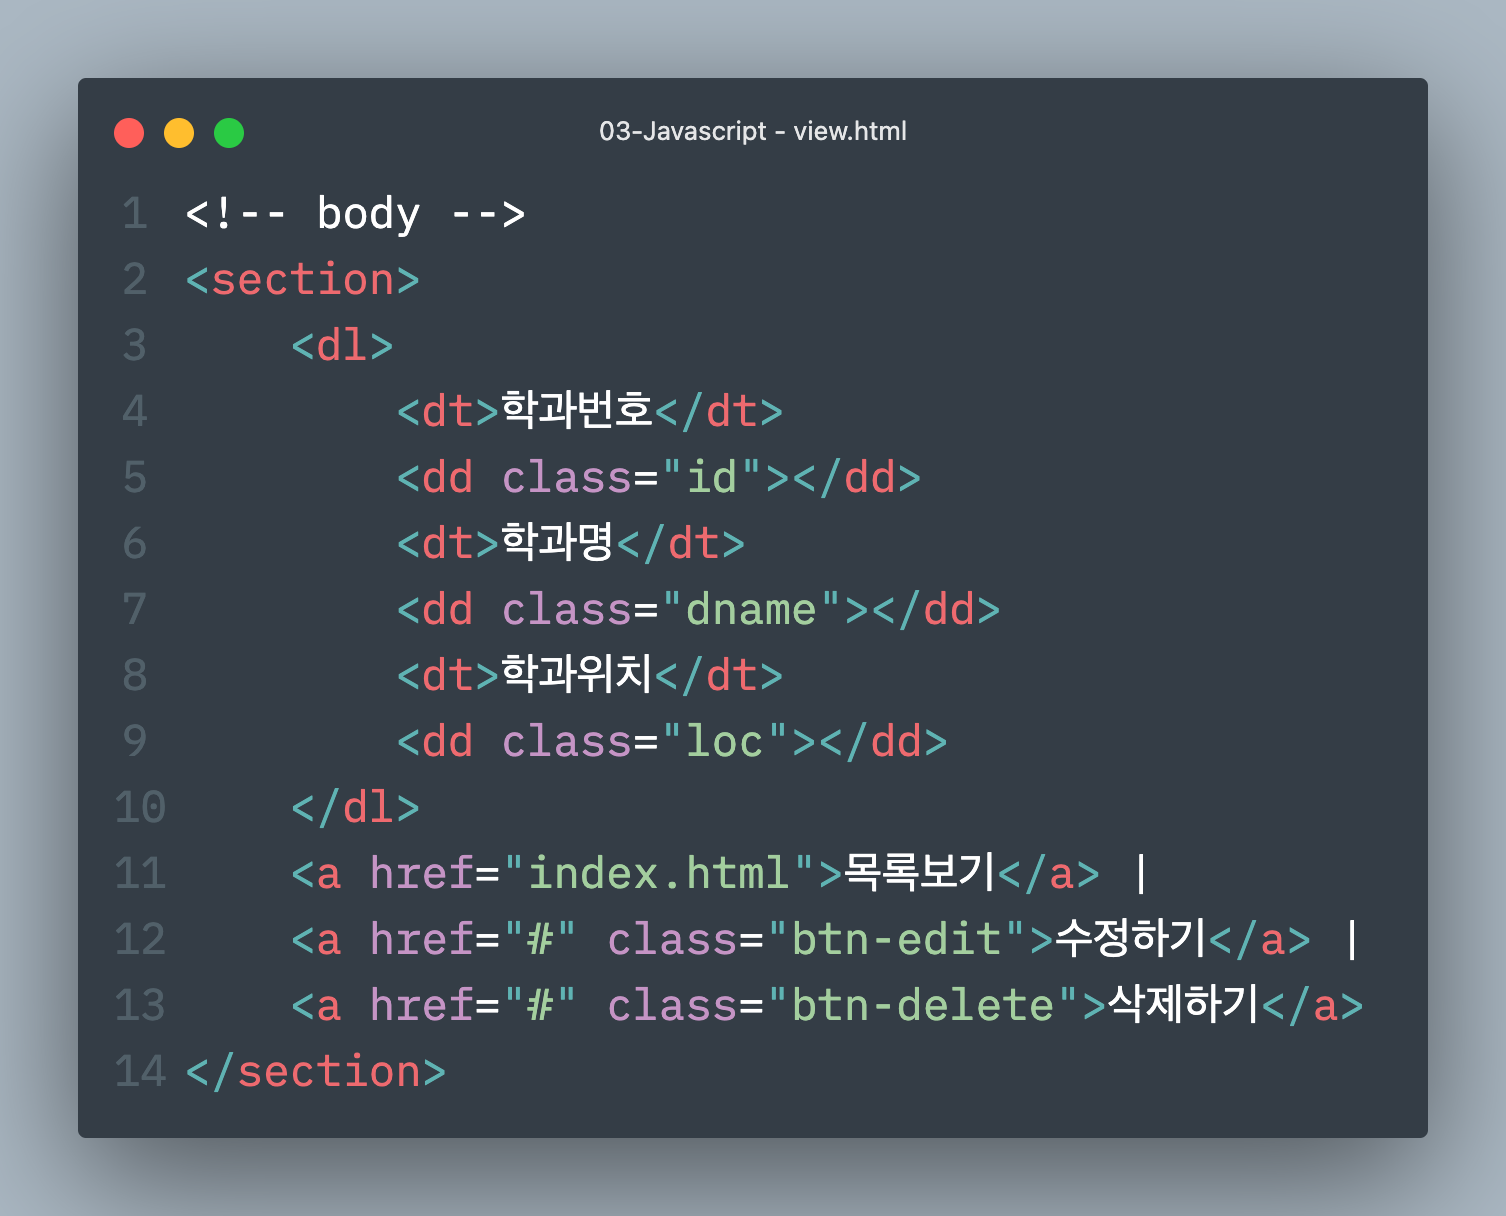 03-Javascript - view.html
1 <!-- body -->
2 <section>
3     <dl>
4         <dt>학과번호</dt>
5         <dd class="id"></dd>
6         <dt>학과명</dt>
7         <dd class="dname"></dd>
8         <dt>학과위치</dt>
9         <dd class="loc"></dd>
10     </dl>
11     <a href="index.html">목록보기</a> |
12     <a href="#" class="btn-edit">수정하기</a> |
13     <a href="#" class="btn-delete">삭제하기</a>
14 </section>